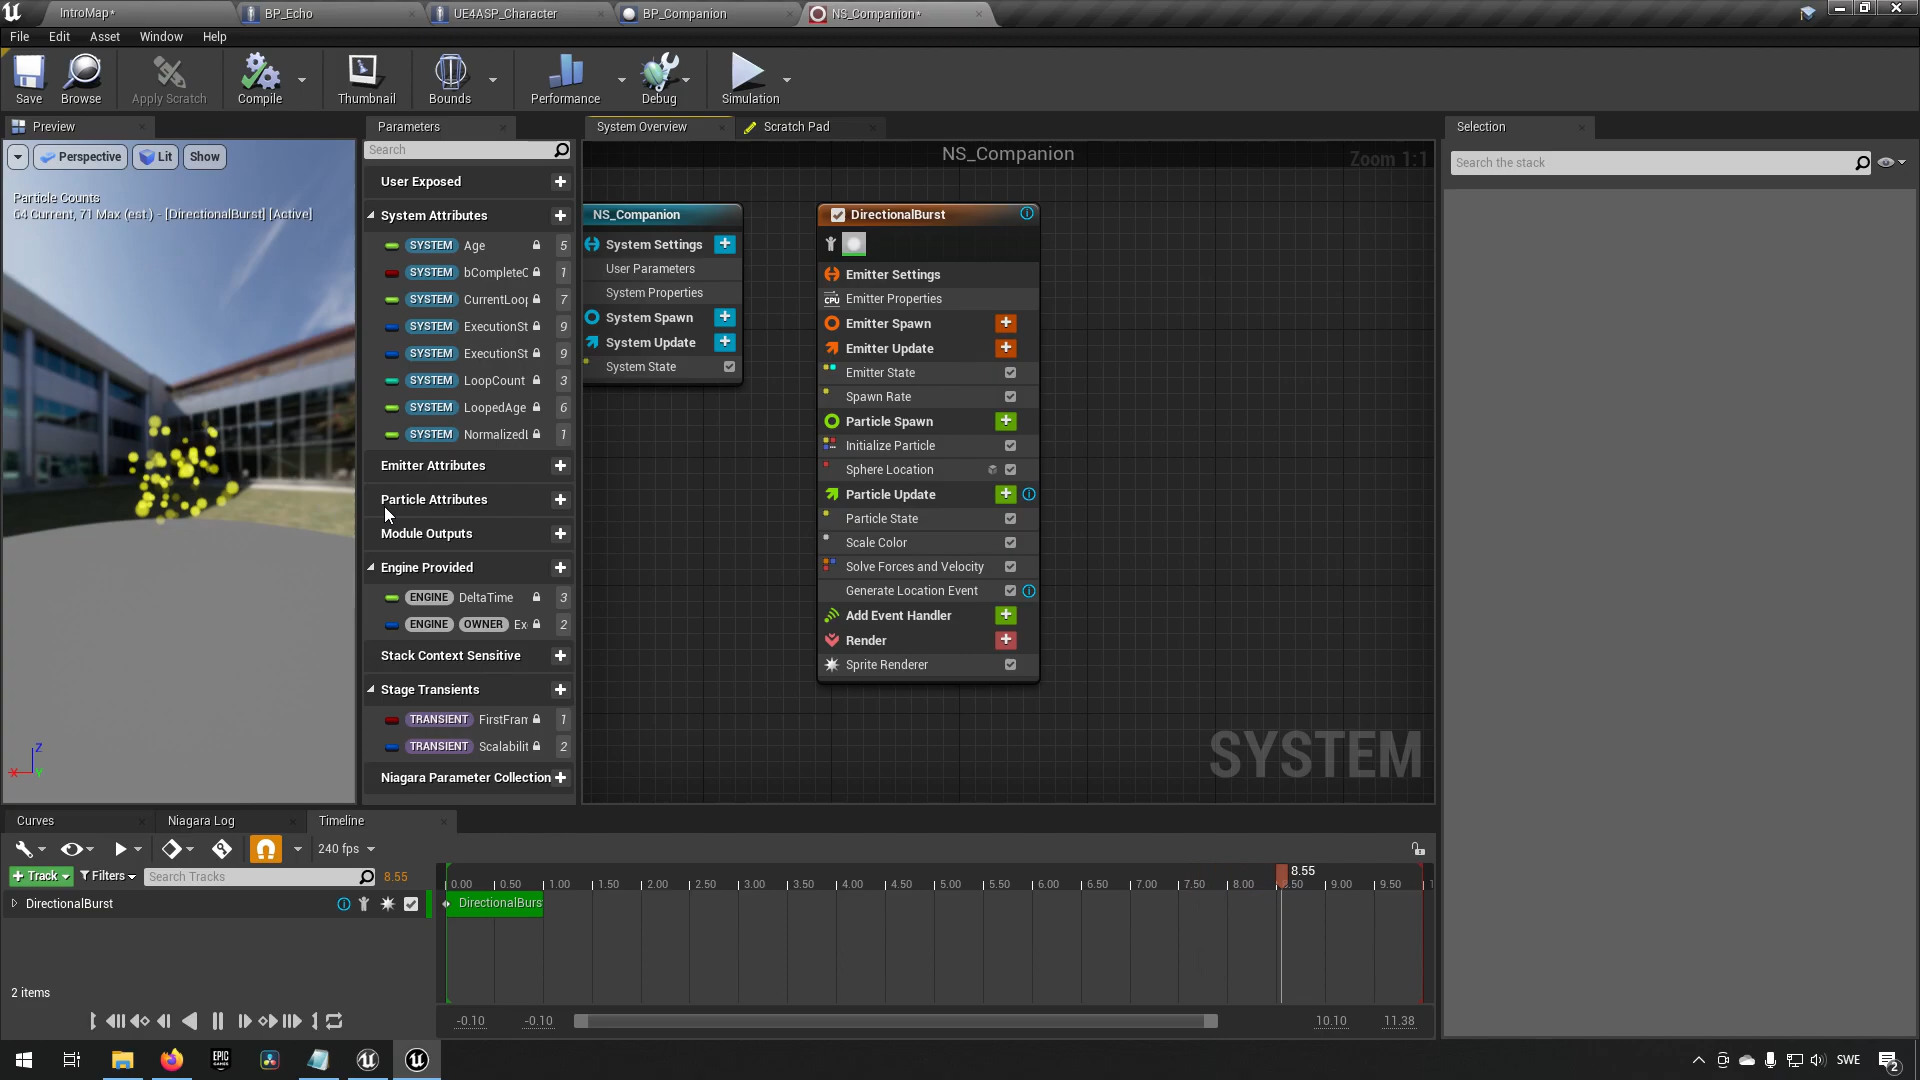 IntroMap*
BP_Echo
UE4ASP_Character
BP_Companion
NS_Companion*
File Edit Asset Window Help
Save
Browse
Apply Scratch
Compile
Thumbnail
Bounds
Performance
Debug
Simulation
Preview
Perspective
Lit
Show
Particle Counts
64 Current, 71 Max (est.) - [DirectionalBurst] [Active]
Z
X
Y
Parameters
Search
User Exposed
System Attributes
SYSTEM Age 5
SYSTEM bCompleteO 1
SYSTEM CurrentLoop 7
SYSTEM ExecutionSt 9
SYSTEM ExecutionSt 9
SYSTEM LoopCount 3
SYSTEM LoopedAge 6
SYSTEM NormalizedL 1
Emitter Attributes
Particle Attributes
Module Outputs
Engine Provided
ENGINE DeltaTime 3
ENGINE OWNER Ex 2
Stack Context Sensitive
Stage Transients
TRANSIENT FirstFram 1
TRANSIENT Scalabilit 2
Niagara Parameter Collection
System Overview
Scratch Pad
NS_Companion
Zoom 1:1
NS_Companion
System Settings
User Parameters
System Properties
System Spawn
System Update
System State
DirectionalBurst
Emitter Settings
CPU Emitter Properties
Emitter Spawn
Emitter Update
Emitter State
Spawn Rate
Particle Spawn
Initialize Particle
Sphere Location
Particle Update
Particle State
Scale Color
Solve Forces and Velocity
Generate Location Event
Add Event Handler
Render
Sprite Renderer
SYSTEM
Selection
Search the stack
Curves
Niagara Log
Timeline
240 fps
+ Track
Filters
Search Tracks
8.55
8.55
0.00 0.50 1.00 1.50 2.00 2.50 3.00 3.50 4.00 4.50 5.00 5.50 6.00 6.50 7.00 7.50 8.00 8.50 9.00 9.50 1
DirectionalBurst
DirectionalBurs
2 items
-0.10 -0.10 10.10 11.38
EPIC GAMES
SWE
2